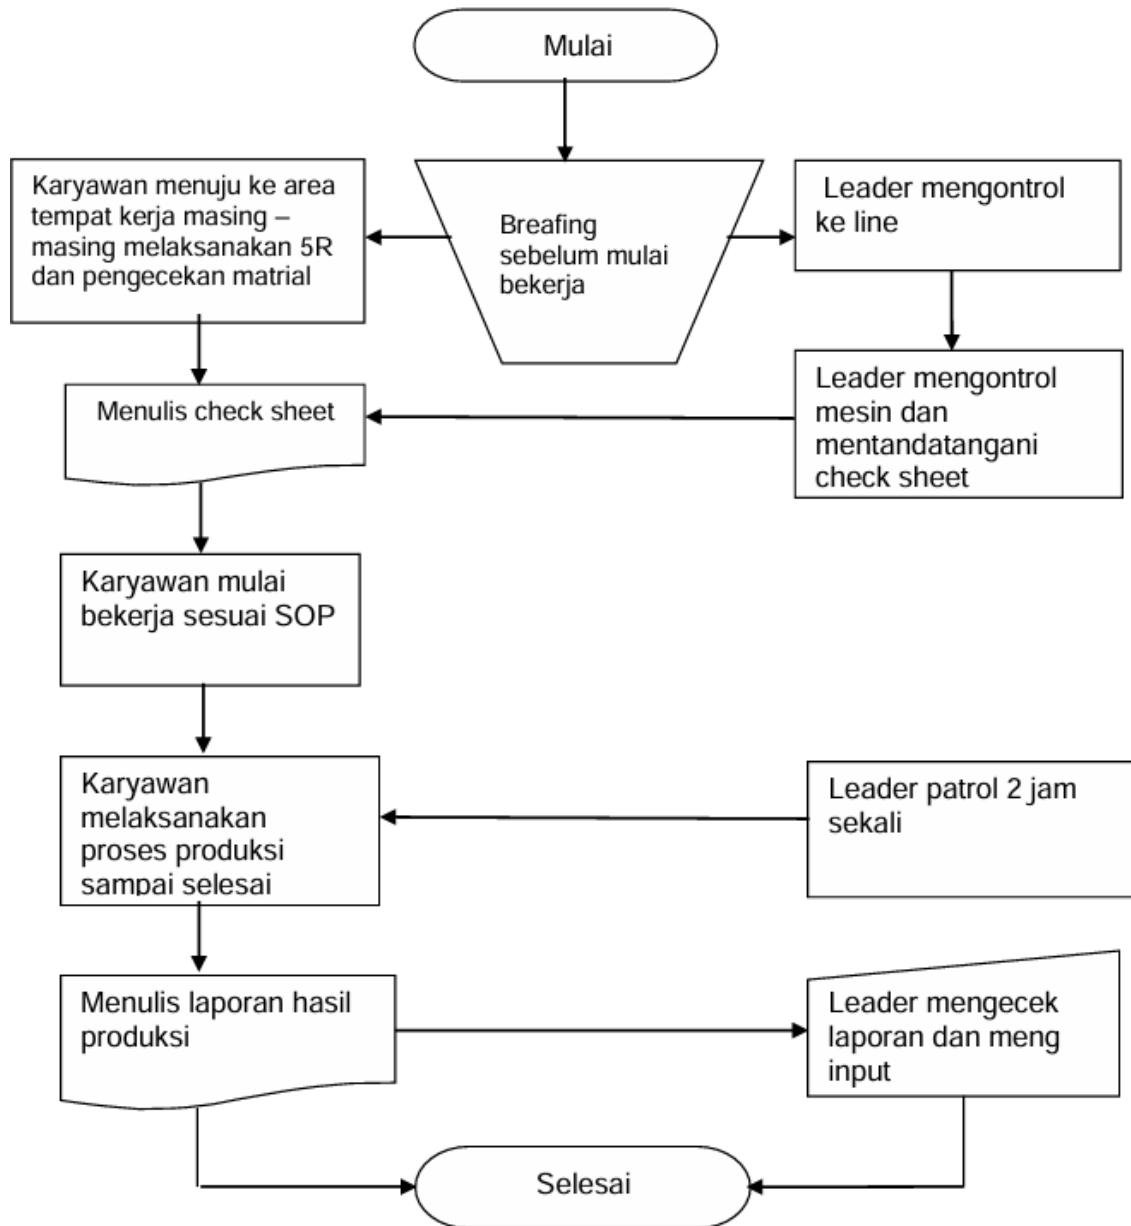 Mulai
Karyawan menuju ke area
tempat kerja masing –
masing melaksanakan 5R
dan pengecekan matrial
Breafing
sebelum mulai
bekerja
Leader mengontrol
ke line
Menulis check sheet
Leader mengontrol
mesin dan
mentandatangani
check sheet
Karyawan mulai
bekerja sesuai SOP
Karyawan
melaksanakan
proses produksi
sampai selesai
Leader patrol 2 jam
sekali
Menulis laporan hasil
produksi
Leader mengecek
laporan dan meng
input
Selesai